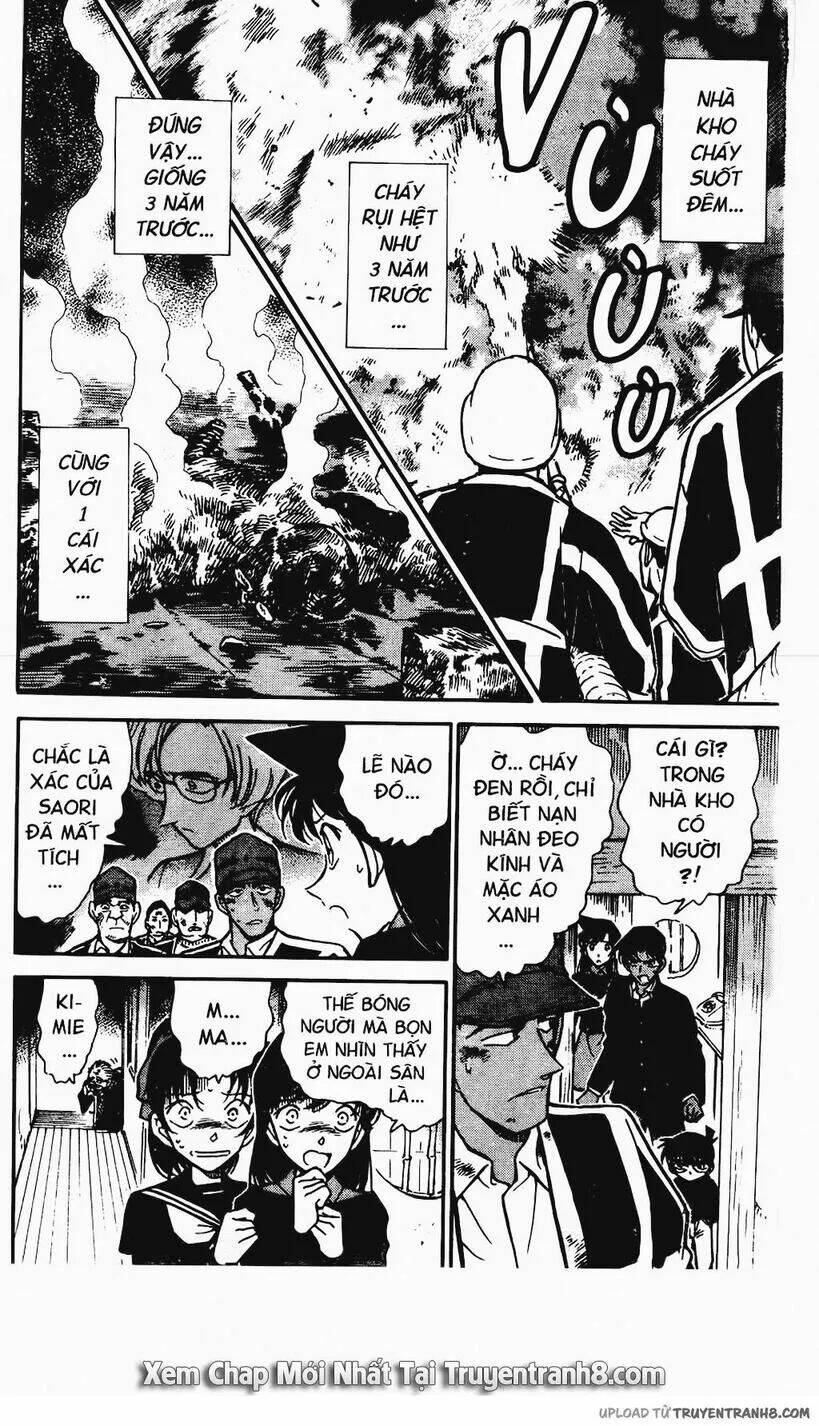 NHÀ
KHO
CHÁY
SUỐT
ĐÊM...
VÙ Ừ Ừ
CHÁY
RỤI HỆT
NHƯ
3 NĂM
TRƯỚC
...
ĐÚNG
VẬY...
GIỐNG
3 NĂM
TRƯỚC...
CÙNG
VỚI
1
CÁI
XÁC
...
CÁI GÌ?
TRONG
NHÀ KHO
CÓ
NGƯỜI
?!
Ờ... CHÁY
ĐEN RỒI, CHỈ
BIẾT NẠN
NHÂN ĐEO
KÍNH VÀ
MẶC ÁO
XANH
...
LẼ NÀO
ĐÓ...
CHẮC LÀ
XÁC CỦA
SAORI
ĐÃ MẤT
TÍCH
...
THẾ BÓNG
NGƯỜI MÀ BỌN
EM NHÌN THẤY
Ở NGOÀI SÂN
LÀ...
M...
MA...
KI-
MIE
...
Xem Chap Mới Nhất Tại Truyentranh8.com
UPLOAD TỪ TRUYENTRANH8.COM